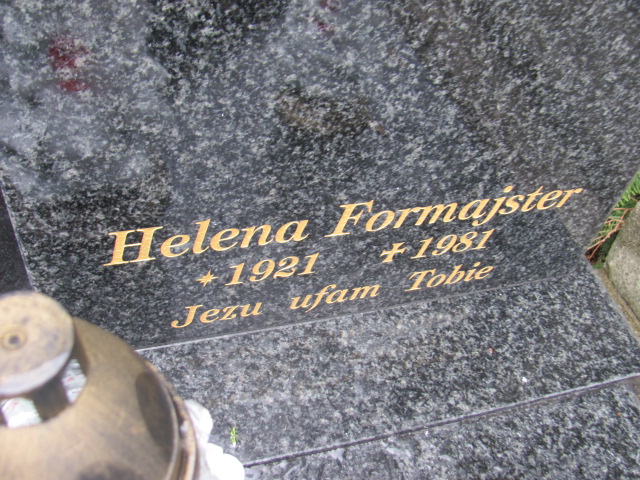 Helena Formajster
*1921 ✝1981
Jezu ufam Tobie